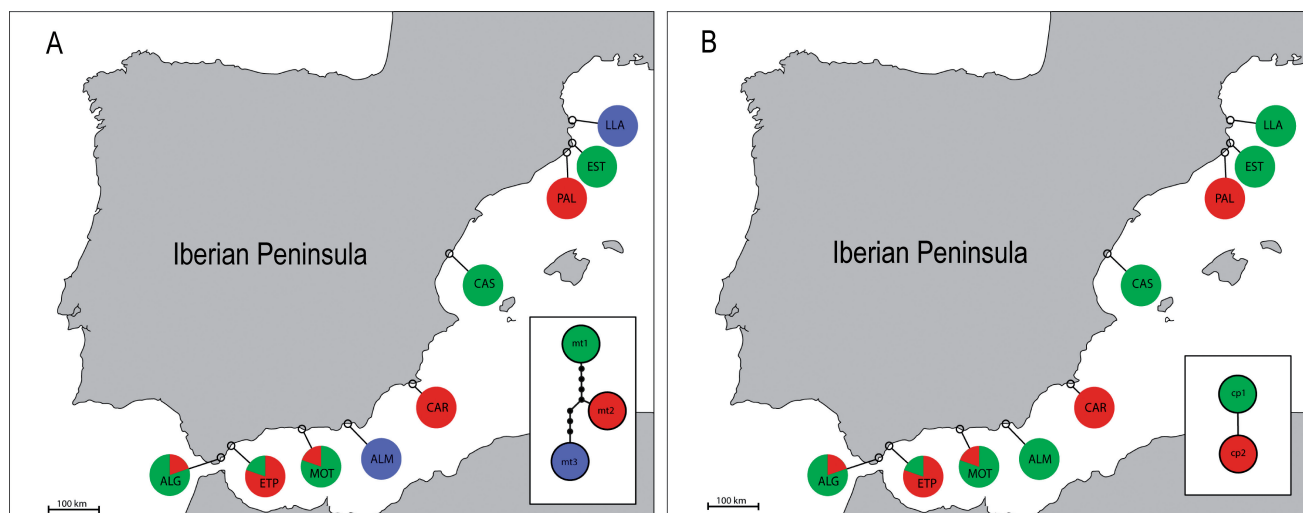 A
LLA
EST
PAL
Iberian Peninsula
CAS
mt1
mt2
mt3
CAR
ALM
MOT
ETP
ALG
100 km
B
LLA
EST
PAL
Iberian Peninsula
CAS
cp1
cp2
CAR
ALM
MOT
ETP
ALG
100 km